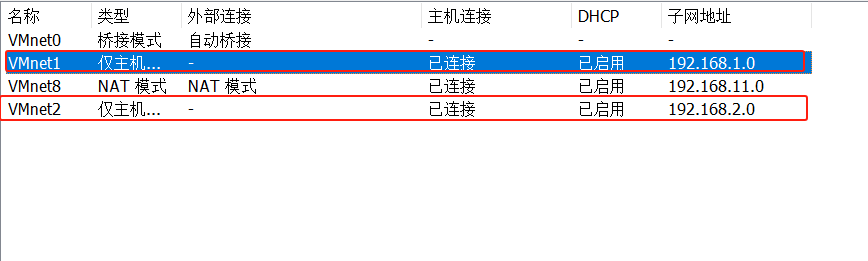 名称 类型 外部连接 主机连接 DHCP 子网地址
VMnet0 桥接模式 自动桥接 - - -
VMnet1 仅主机... - 已连接 已启用 192.168.1.0
VMnet8 NAT 模式 NAT 模式 已连接 已启用 192.168.11.0
VMnet2 仅主机... - 已连接 已启用 192.168.2.0